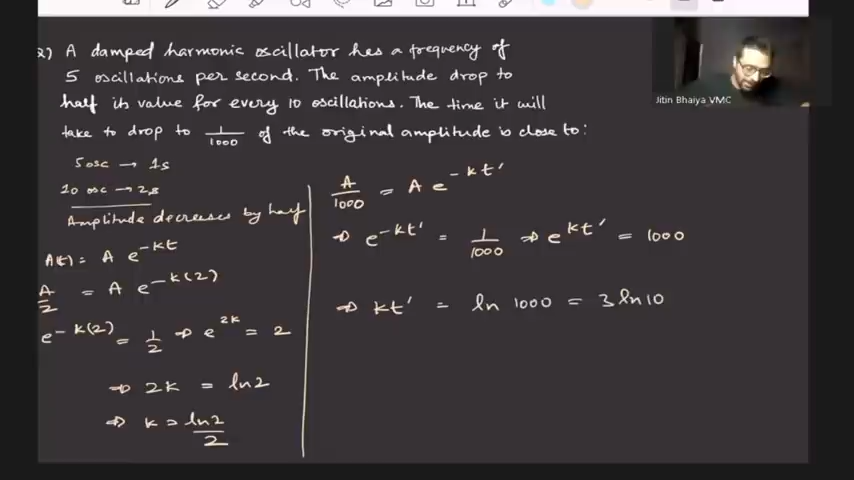 2) A damped harmonic oscillator has a frequency of
5 oscillations per second. The amplitude drop to
half its value for every 10 oscillations. The time it will
take to drop to 1/1000 of the original amplitude is close to:
5 osc → 1s
10 osc → 2s
Amplitude decreases by half
A(t) = A e^{-kt}
A/2 = A e^{-k(2)}
e^{-k(2)} = 1/2 ⇒ e^{2k} = 2
⇒ 2k = ln2
⇒ k = ln2/2
A/1000 = A e^{-kt'}
⇒ e^{-kt'} = 1/1000 ⇒ e^{kt'} = 1000
⇒ kt' = ln 1000 = 3 ln10
Jitin Bhaiya VMC